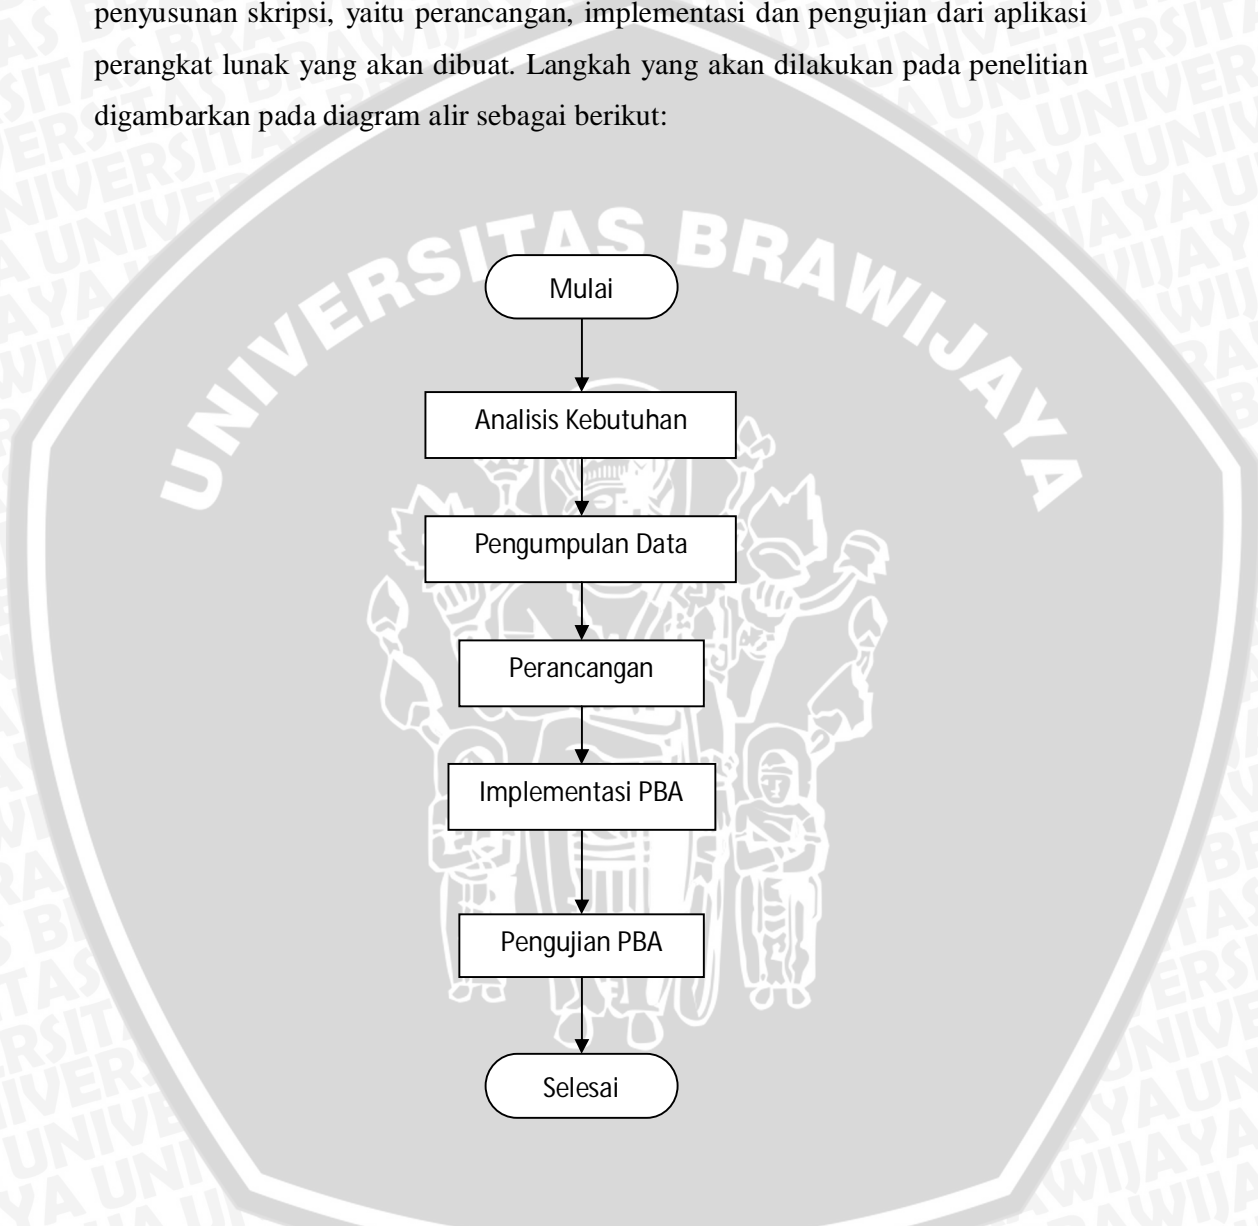 penyusunan skripsi, yaitu perancangan, implementasi dan pengujian dari aplikasi
perangkat lunak yang akan dibuat. Langkah yang akan dilakukan pada penelitian
digambarkan pada diagram alir sebagai berikut:
UNIVERSITAS BRAWIJAYA
Mulai
Analisis Kebutuhan
Pengumpulan Data
Perancangan
Implementasi PBA
Pengujian PBA
Selesai